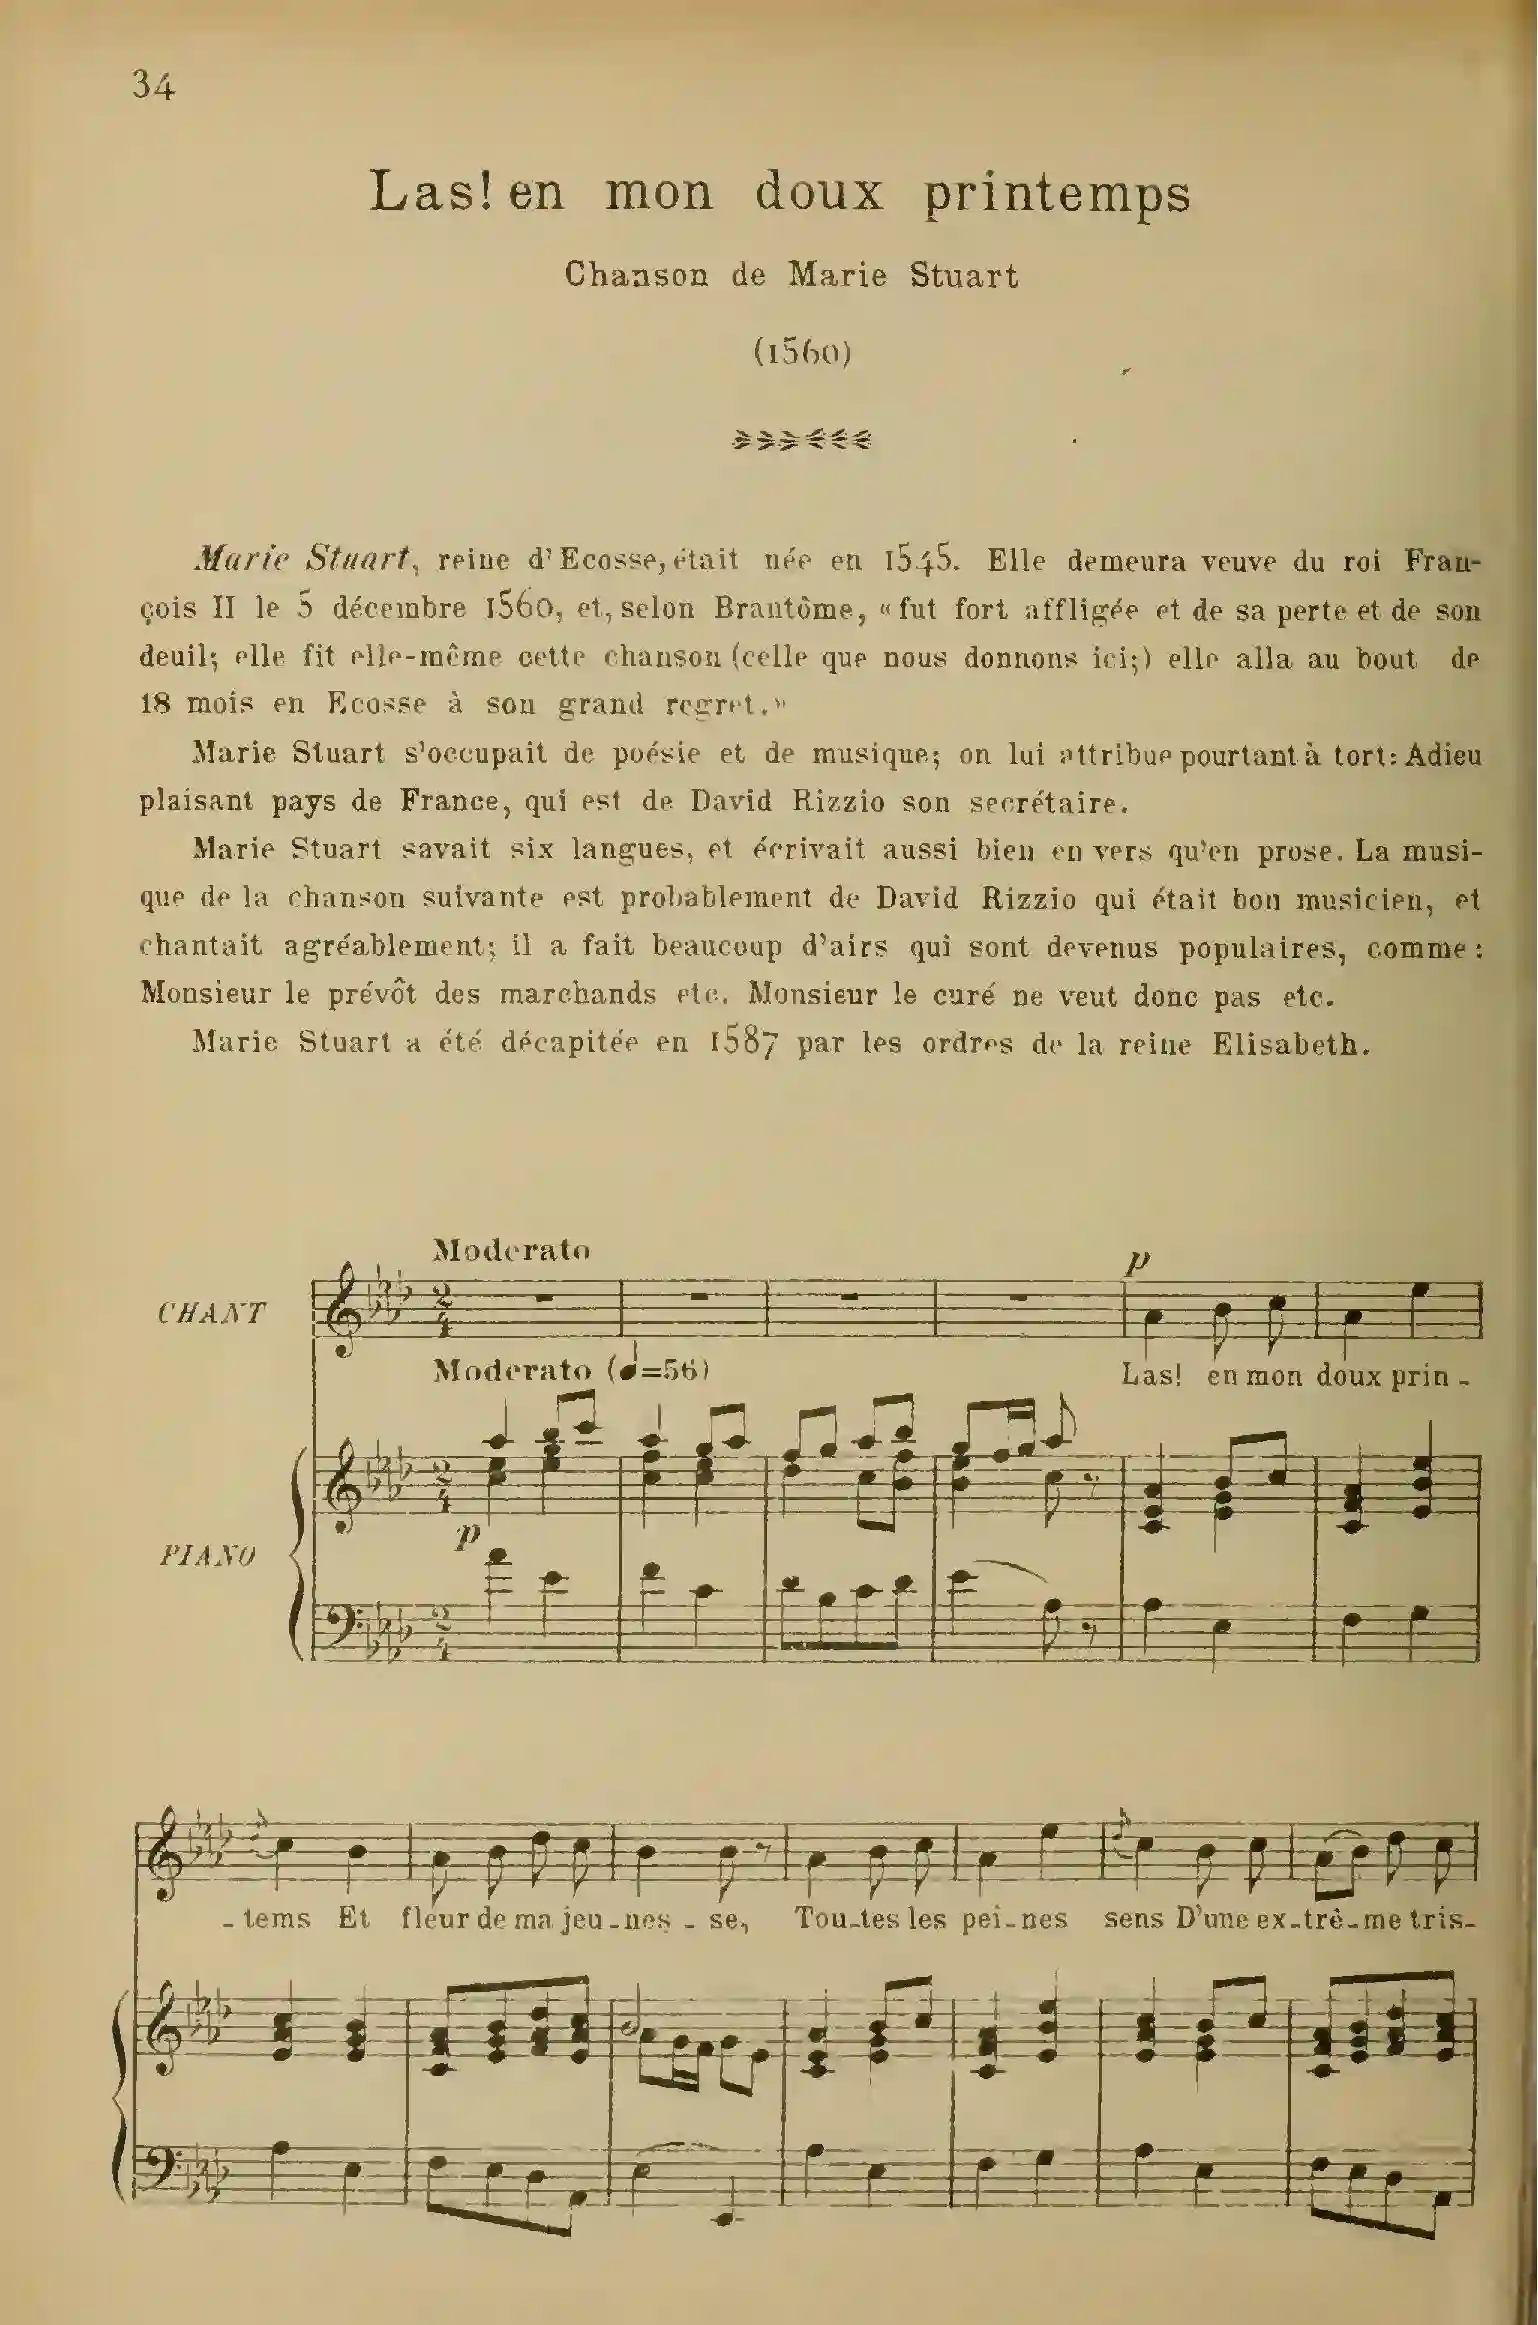 34
Las! en mon doux printemps
Chanson de Marie Stuart
(1560)
Marie Stuart, reine d'Ecosse, était née en 1545. Elle demeura veuve du roi Fran-
çois II le 5 décembre 1560, et, selon Brantôme, « fut fort affligée et de sa perte et de son
deuil; elle fit elle-même cette chanson (celle que nous donnons ici;) elle alla au bout de
18 mois en Ecosse à son grand regret.»
Marie Stuart s'occupait de poésie et de musique; on lui attribue pourtant à tort: Adieu
plaisant pays de France, qui est de David Rizzio son secrétaire.
Marie Stuart savait six langues, et écrivait aussi bien en vers qu'en prose. La musi-
que de la chanson suivante est probablement de David Rizzio qui était bon musicien, et
chantait agréablement; il a fait beaucoup d'airs qui sont devenus populaires, comme:
Monsieur le prévôt des marchands etc. Monsieur le curé ne veut donc pas etc.
Marie Stuart a été décapitée en 1587 par les ordres de la reine Elisabeth.
Moderato
p
CHANT
2/4
Moderato (♩=56)
Las! en mon doux prin -
2/4
p
PIANO
2/4
- tems Et fleur de ma jeu - nes - se, Tou-tes les pei-nes sens D'une ex-trê-me tris-